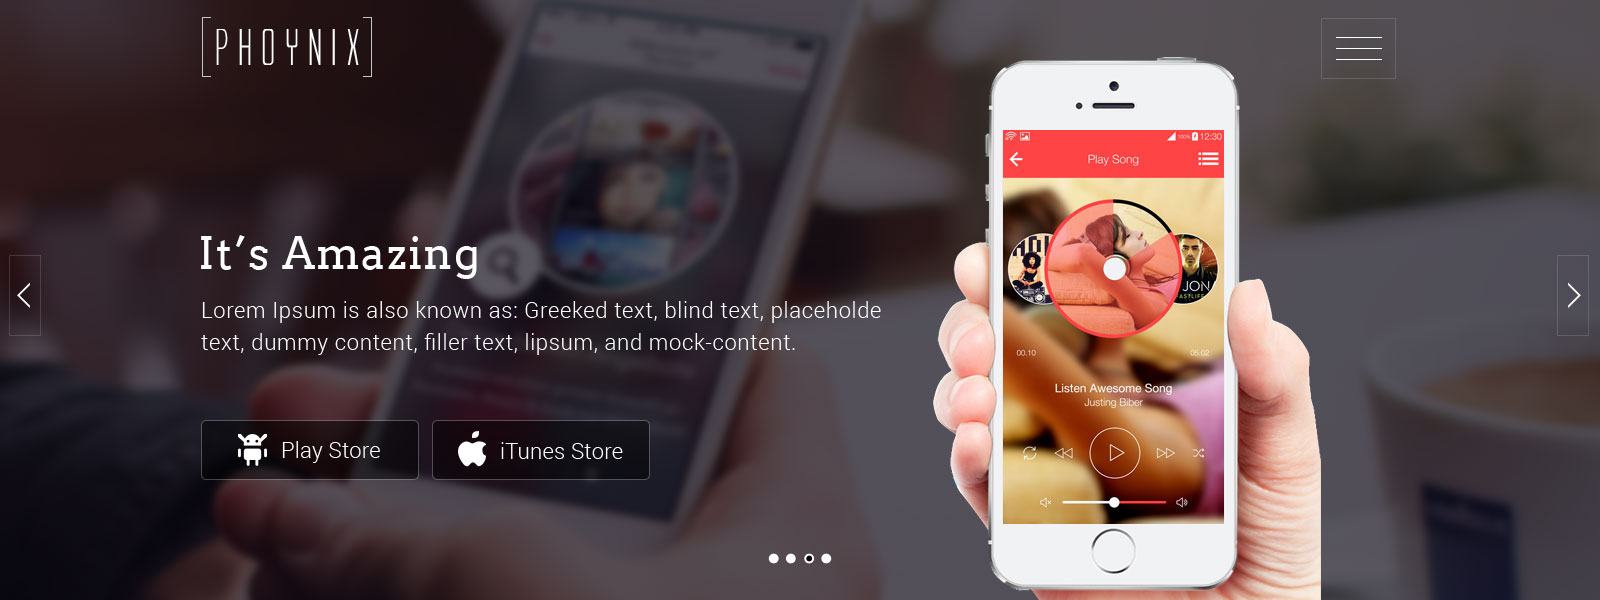 [PHOYNIX]
It's Amazing
Lorem Ipsum is also known as: Greeked text, blind text, placeholde
text, dummy content, filler text, lipsum, and mock-content.
Play Store
iTunes Store
100% 12:30
Play Song
JON
ASTLIFE
00.10
05.02
Listen Awesome Song
Justing Biber